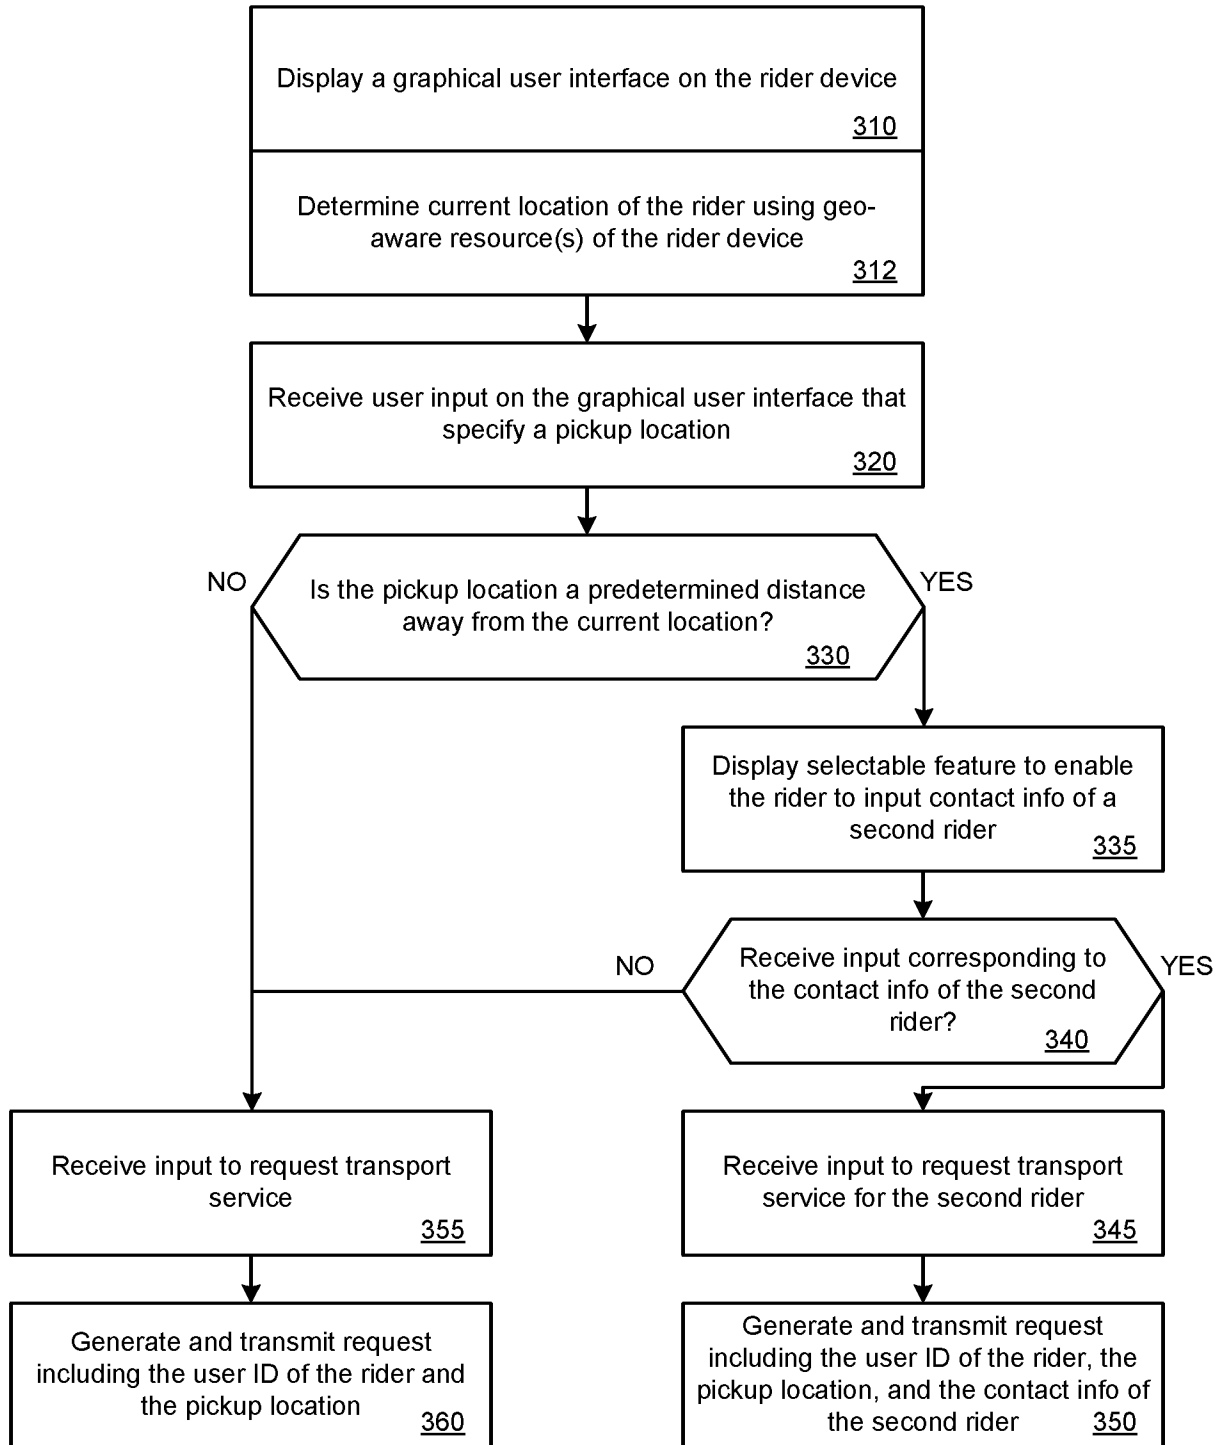 Display a graphical user interface on the rider device
310
Determine current location of the rider using geo-
aware resource(s) of the rider device
312
Receive user input on the graphical user interface that
specify a pickup location
320
NO
YES
Is the pickup location a predetermined distance
away from the current location?
330
Display selectable feature to enable
the rider to input contact info of a
second rider
335
NO
YES
Receive input corresponding to
the contact info of the second
rider?
340
Receive input to request transport
service
355
Receive input to request transport
service for the second rider
345
Generate and transmit request
including the user ID of the rider and
the pickup location
360
Generate and transmit request
including the user ID of the rider, the
pickup location, and the contact info of
the second rider
350